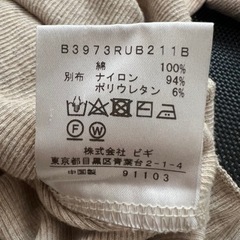 B3973RUB211B
綿 100%
別布 ナイロン 94%
ポリウレタン 6%
P W
株式会社 ビギ
東京都目黒区青葉台2-1-4
中国製 91103